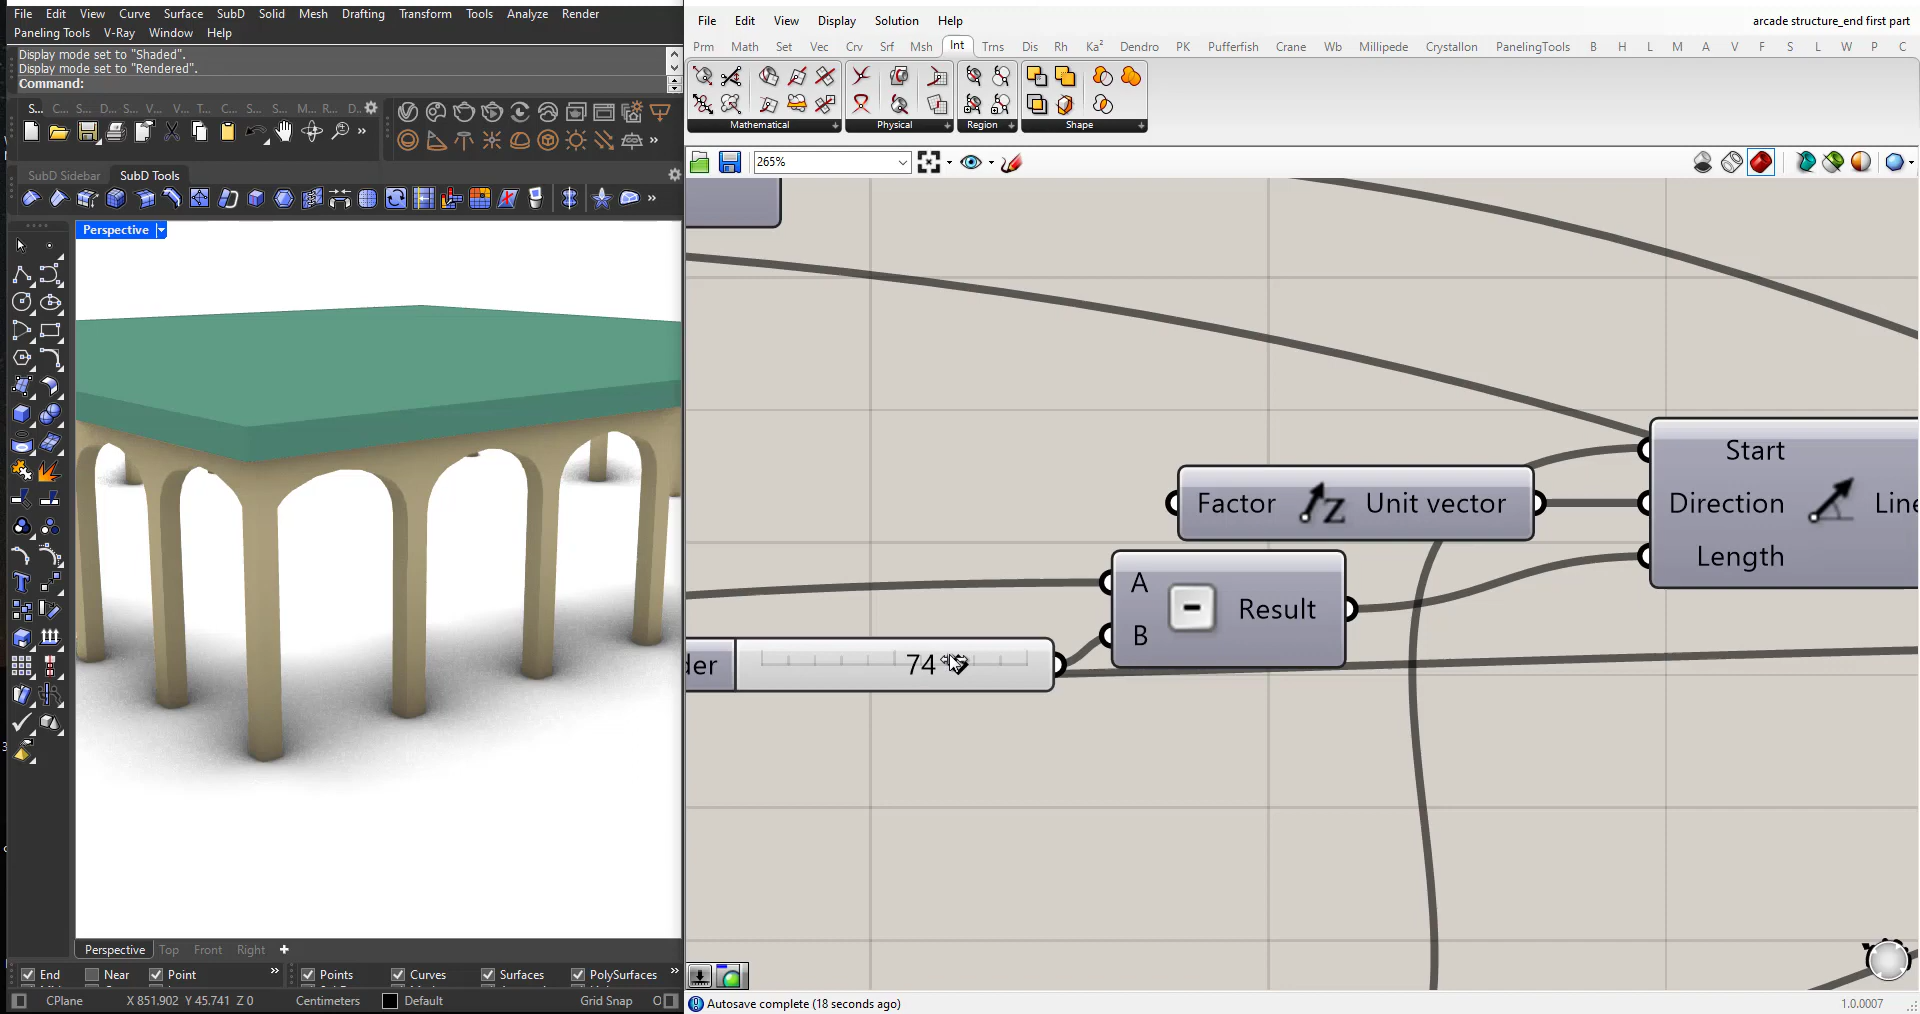 File Edit View Curve Surface SubD Solid Mesh Drafting Transform Tools Analyze Render
Paneling Tools V-Ray Window Help
Display mode set to "Shaded".
Display mode set to "Rendered".
Command:
S... C... S... D... S... V... V... T... C... S... S... M... R... D...
SubD Sidebar SubD Tools
Perspective
Perspective Top Front Right
End Near Point Points Curves Surfaces PolySurfaces
CPlane X 851.902 Y 45.741 Z 0 Centimeters Default Grid Snap O
File Edit View Display Solution Help
arcade structure_end first part
Prm Math Set Vec Crv Srf Msh Int Trns Dis Rh Ka² Dendro PK Pufferfish Crane Wb Millipede Crystallon PanelingTools B H L M A V F S L W P C
Mathematical Physical Region Shape
265%
Start
Factor Z Unit vector
Direction Line
Length
A
Result
B
der 74
Autosave complete (18 seconds ago)
1.0.0007